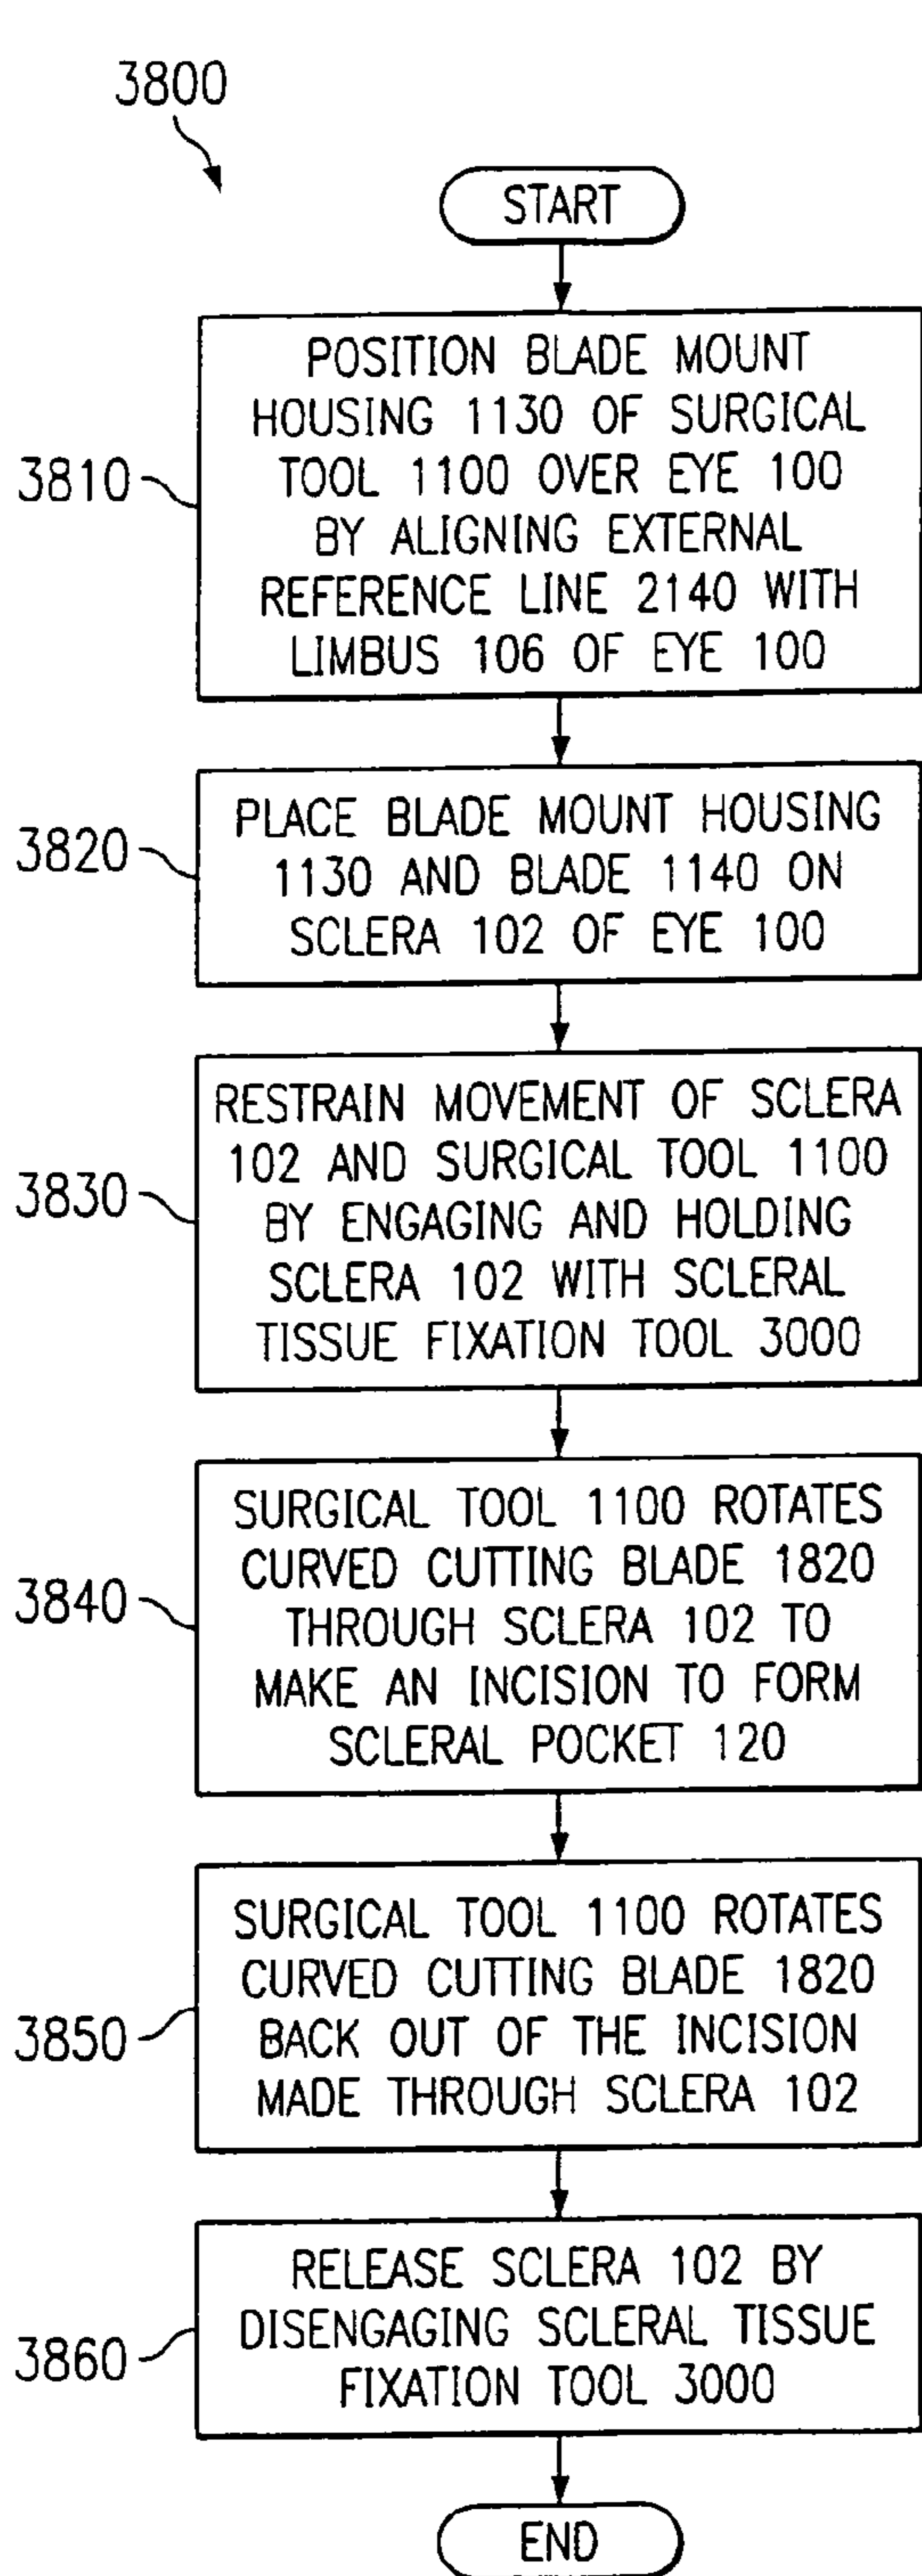 3800
START
3810
POSITION BLADE MOUNT
HOUSING 1130 OF SURGICAL
TOOL 1100 OVER EYE 100
BY ALIGNING EXTERNAL
REFERENCE LINE 2140 WITH
LIMBUS 106 OF EYE 100
3820
PLACE BLADE MOUNT HOUSING
1130 AND BLADE 1140 ON
SCLERA 102 OF EYE 100
3830
RESTRAIN MOVEMENT OF SCLERA
102 AND SURGICAL TOOL 1100
BY ENGAGING AND HOLDING
SCLERA 102 WITH SCLERAL
TISSUE FIXATION TOOL 3000
3840
SURGICAL TOOL 1100 ROTATES
CURVED CUTTING BLADE 1820
THROUGH SCLERA 102 TO
MAKE AN INCISION TO FORM
SCLERAL POCKET 120
3850
SURGICAL TOOL 1100 ROTATES
CURVED CUTTING BLADE 1820
BACK OUT OF THE INCISION
MADE THROUGH SCLERA 102
3860
RELEASE SCLERA 102 BY
DISENGAGING SCLERAL TISSUE
FIXATION TOOL 3000
END